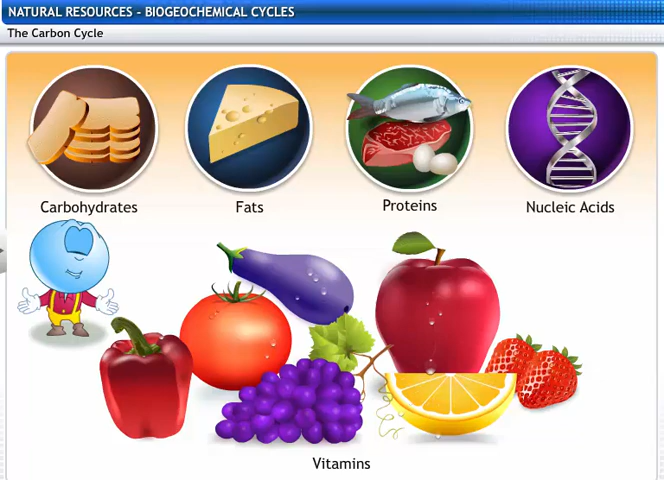 NATURAL RESOURCES - BIOGEOCHEMICAL CYCLES
The Carbon Cycle
Carbohydrates
Fats
Proteins
Nucleic Acids
Vitamins